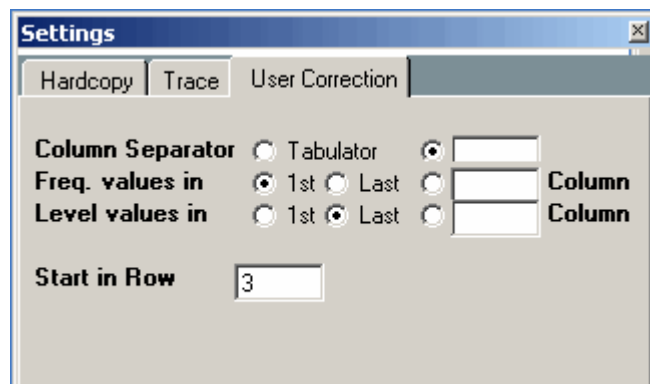 Settings
Hardcopy Trace User Correction
Column Separator Tabulator
Freq. values in 1st Last Column
Level values in 1st Last Column
Start in Row 3